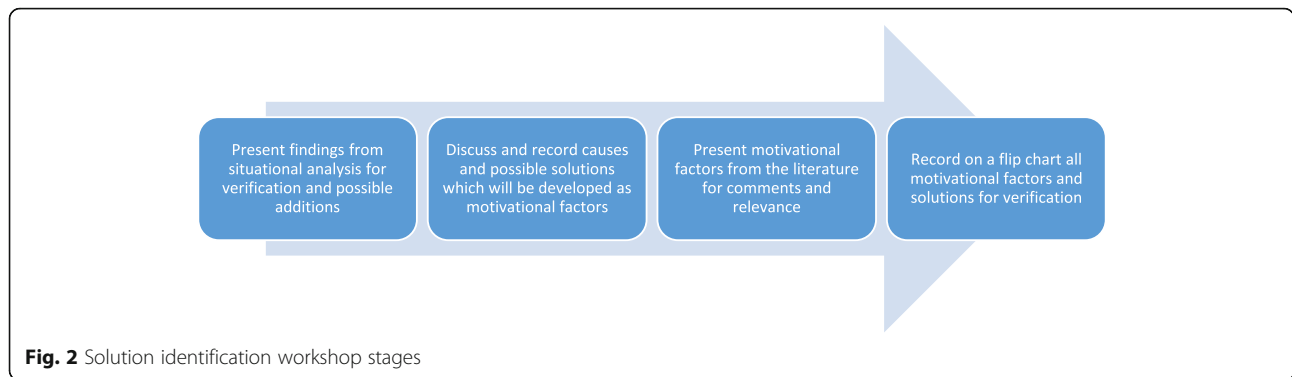 Present findings from
situational analysis for
verification and possible
additions
Discuss and record causes
and possible solutions
which will be developed as
motivational factors
Present motivational
factors from the literature
for comments and
relevance
Record on a flip chart all
motivational factors and
solutions for verification
Fig. 2 Solution identification workshop stages